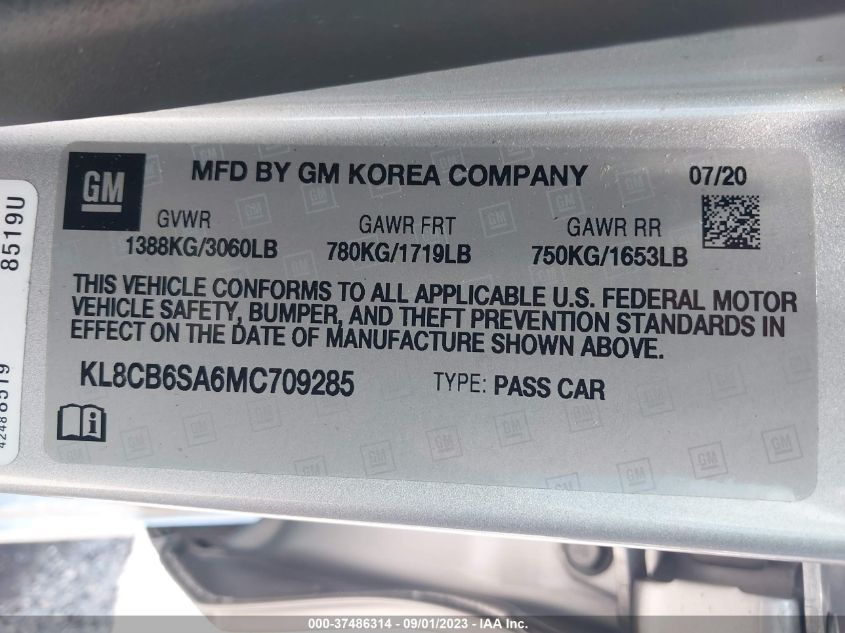 GM
MFD BY GM KOREA COMPANY 07/20
GVWR GAWR FRT GAWR RR
1388KG/3060LB 780KG/1719LB 750KG/1653LB
THIS VEHICLE CONFORMS TO ALL APPLICABLE U.S. FEDERAL MOTOR
VEHICLE SAFETY, BUMPER, AND THEFT PREVENTION STANDARDS IN
EFFECT ON THE DATE OF MANUFACTURE SHOWN ABOVE.
KL8CB6SA6MC709285 TYPE: PASS CAR
8519U
42488519
000-37486314 - 09/01/2023 - IAA Inc.